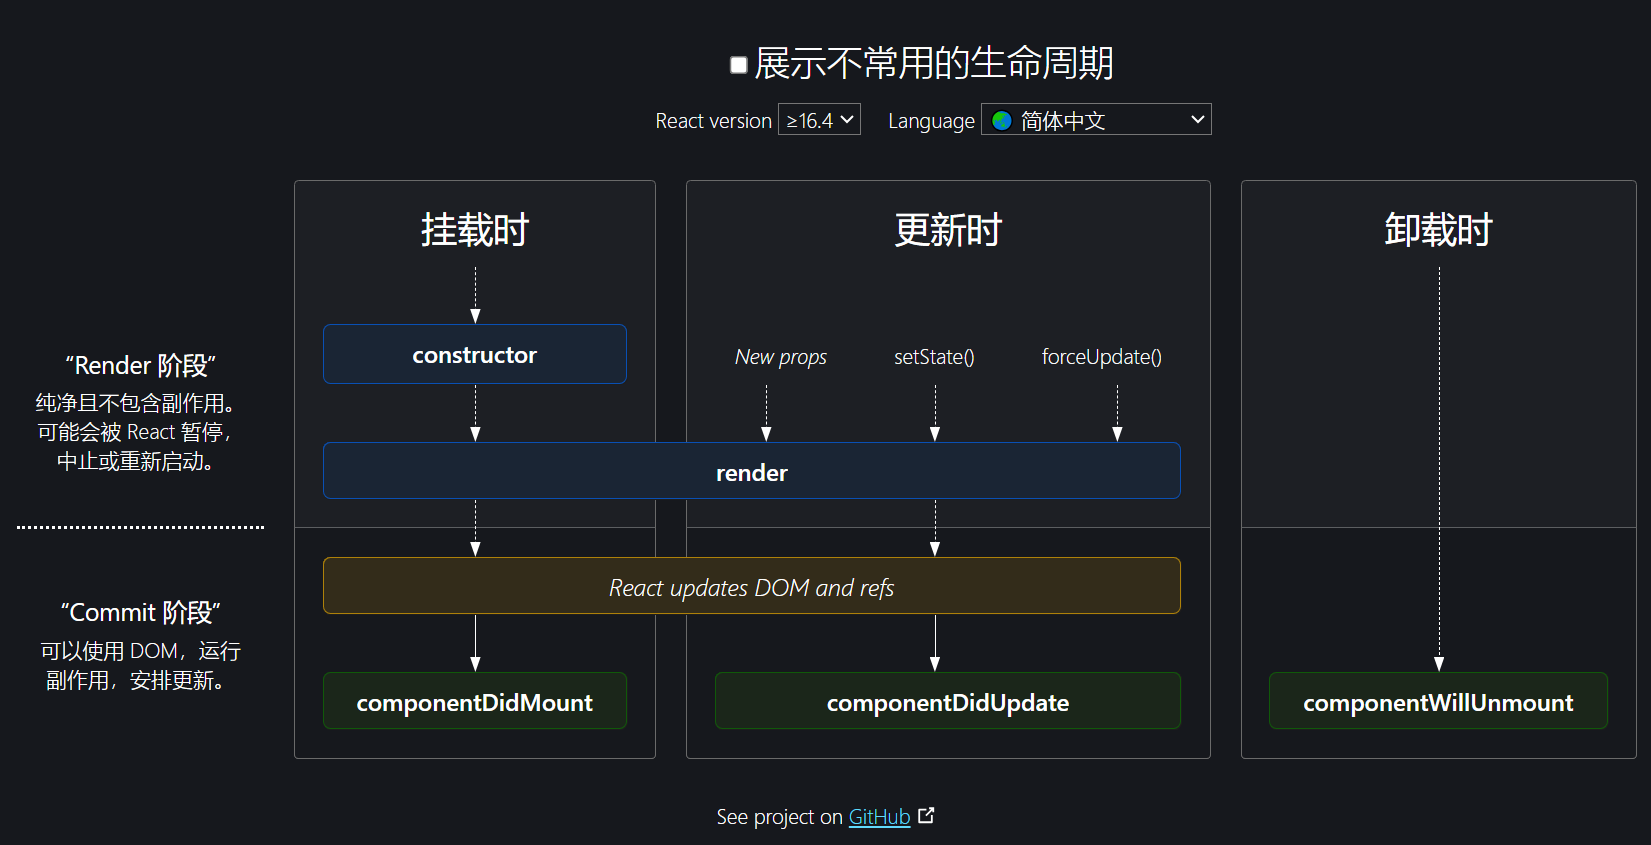 展示不常用的生命周期
React version ≥16.4 Language 简体中文
挂载时
更新时
卸载时
“Render 阶段”
纯净且不包含副作用。
可能会被 React 暂停，
中止或重新启动。
constructor
New props
setState()
forceUpdate()
render
“Commit 阶段”
可以使用 DOM，运行
副作用，安排更新。
React updates DOM and refs
componentDidMount
componentDidUpdate
componentWillUnmount
See project on GitHub